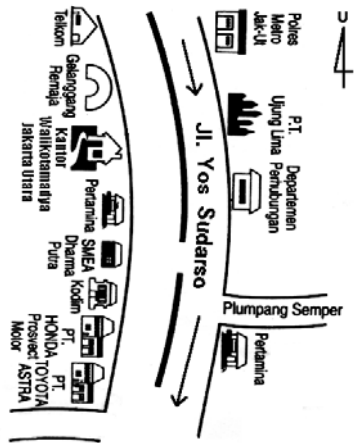 U
Polres
Metro
Jak-Ut
P.T.
Ujung Lima
Departemen
Perhubungan
Plumpang Semper
Pertamina
Jl. Yos Sudarso
Telkom
Gelanggang
Remaja
Kantor
Walikotamadya
Jakarta Utara
Pertamina
SMEA
Dharma
Putra
Kodim
PT.
HONDA
Prosvect
Motor
PT.
TOYOTA
ASTRA